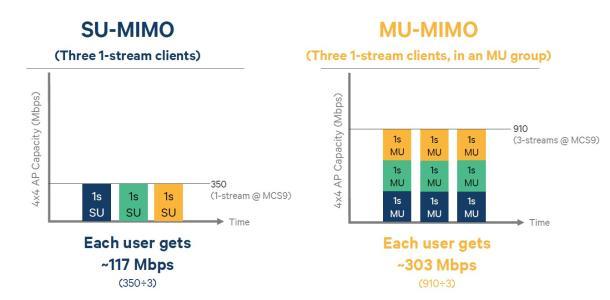 SU-MIMO
(Three 1-stream clients)
4x4 AP Capacity (Mbps)
350
(1-stream @ MCS9)
1s
SU
1s
SU
1s
SU
Time
Each user gets
~117 Mbps
(350÷3)
MU-MIMO
(Three 1-stream clients, in an MU group)
4x4 AP Capacity (Mbps)
910
(3-streams @ MCS9)
1s
MU
1s
MU
1s
MU
1s
MU
1s
MU
1s
MU
1s
MU
1s
MU
1s
MU
Time
Each user gets
~303 Mbps
(910÷3)